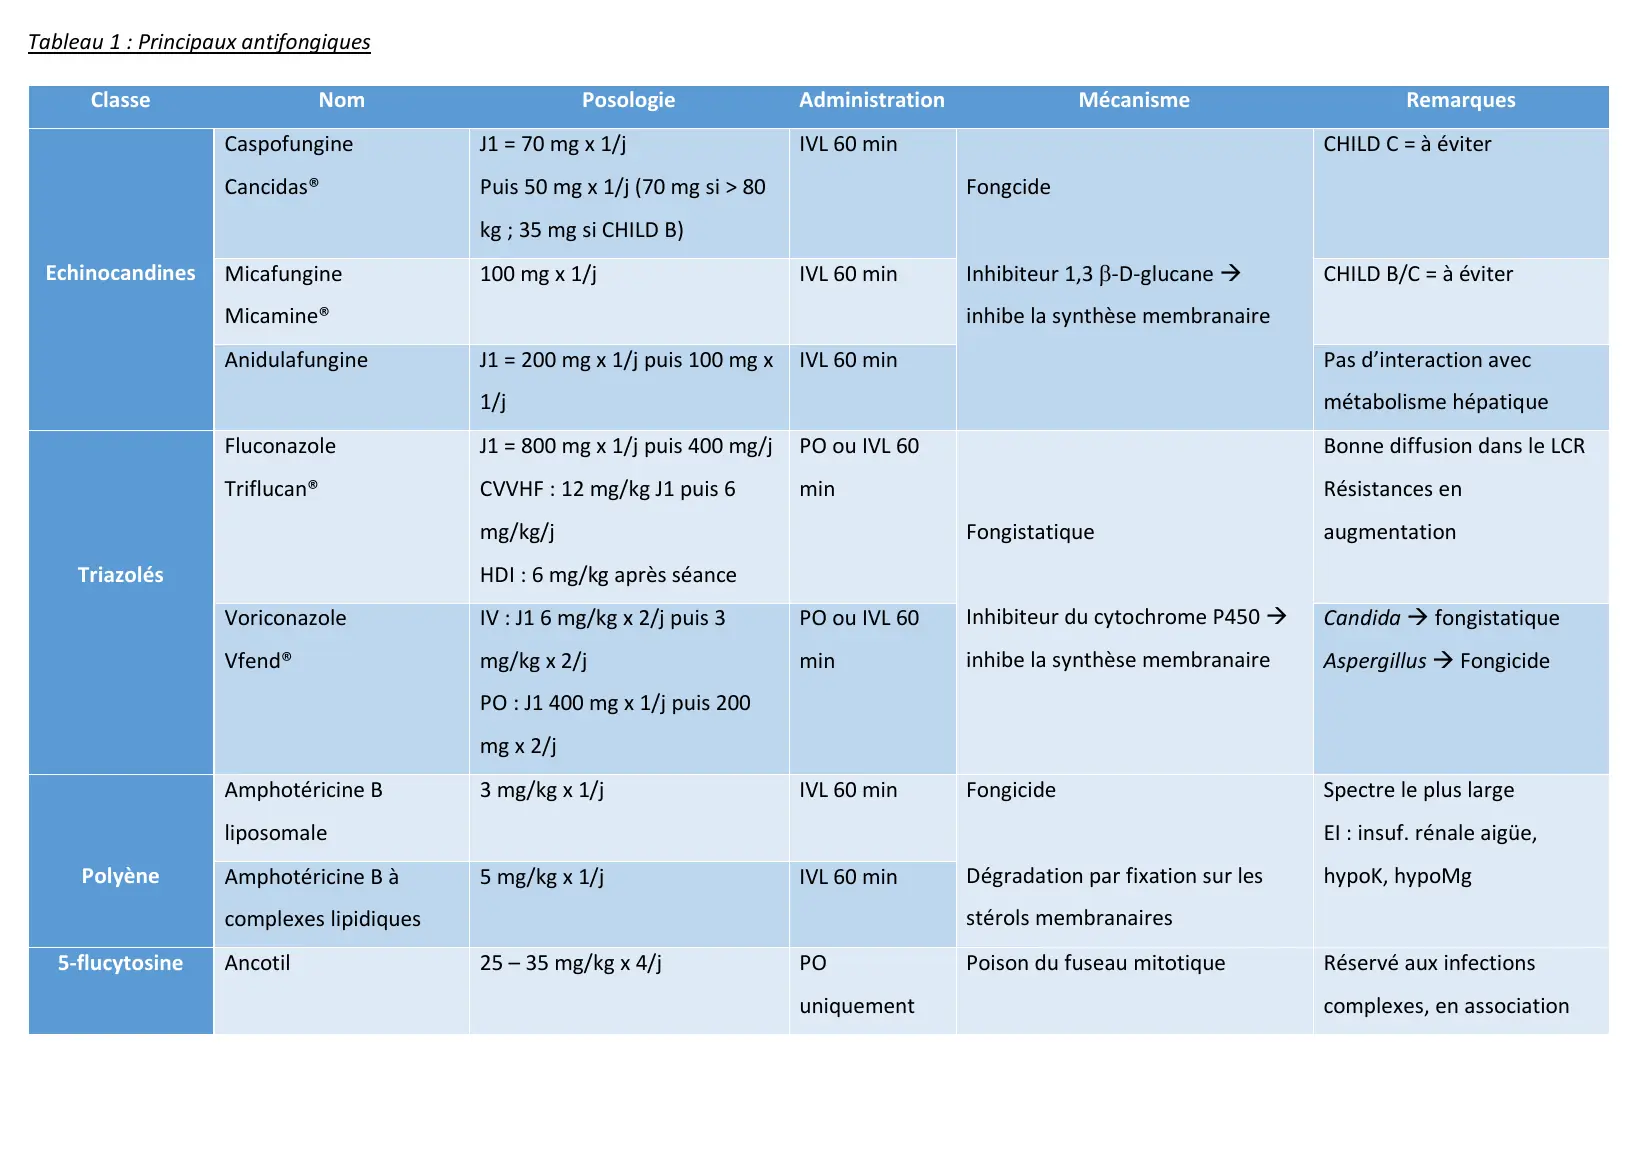 Tableau 1 : Principaux antifongiques
Classe Nom Posologie Administration Mécanisme Remarques
Echinocandines
Caspofungine
Cancidas®
J1 = 70 mg x 1/j
Puis 50 mg x 1/j (70 mg si > 80
kg ; 35 mg si CHILD B)
IVL 60 min
Fongcide
Inhibiteur 1,3 β-D-glucane →
inhibe la synthèse membranaire
CHILD C = à éviter
Micafungine
Micamine®
100 mg x 1/j
IVL 60 min
CHILD B/C = à éviter
Anidulafungine
J1 = 200 mg x 1/j puis 100 mg x
1/j
IVL 60 min
Pas d’interaction avec
métabolisme hépatique
Triazolés
Fluconazole
Triflucan®
J1 = 800 mg x 1/j puis 400 mg/j
CVVHF : 12 mg/kg J1 puis 6
mg/kg/j
HDI : 6 mg/kg après séance
PO ou IVL 60
min
Fongistatique
Inhibiteur du cytochrome P450 →
inhibe la synthèse membranaire
Bonne diffusion dans le LCR
Résistances en
augmentation
Voriconazole
Vfend®
IV : J1 6 mg/kg x 2/j puis 3
mg/kg x 2/j
PO : J1 400 mg x 1/j puis 200
mg x 2/j
PO ou IVL 60
min
Candida → fongistatique
Aspergillus → Fongicide
Polyène
Amphotéricine B
liposomale
3 mg/kg x 1/j
IVL 60 min
Fongicide
Dégradation par fixation sur les
stérols membranaires
Spectre le plus large
EI : insuf. rénale aigüe,
hypoK, hypoMg
Amphotéricine B à
complexes lipidiques
5 mg/kg x 1/j
IVL 60 min
5-flucytosine
Ancotil
25 – 35 mg/kg x 4/j
PO
uniquement
Poison du fuseau mitotique
Réservé aux infections
complexes, en association